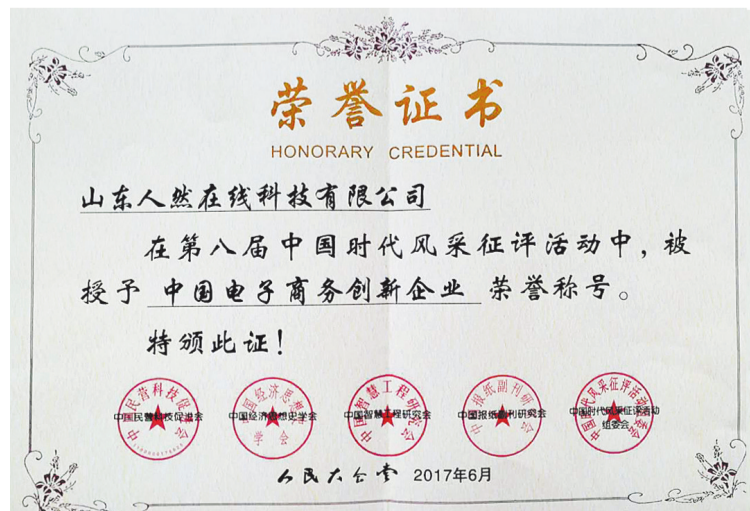 荣誉证书
HONORARY CREDENTIAL
山东人然在线科技有限公司
在第八届中国时代风采征评活动中，被
授予 中国电子商务创新企业 荣誉称号。
特颁此证！
中国民营科技促进会
中国经济思想史学会
中国智慧工程研究会
中国报纸副刊研究会
中国时代风采征评活动
组委会
人民大会堂 2017年6月